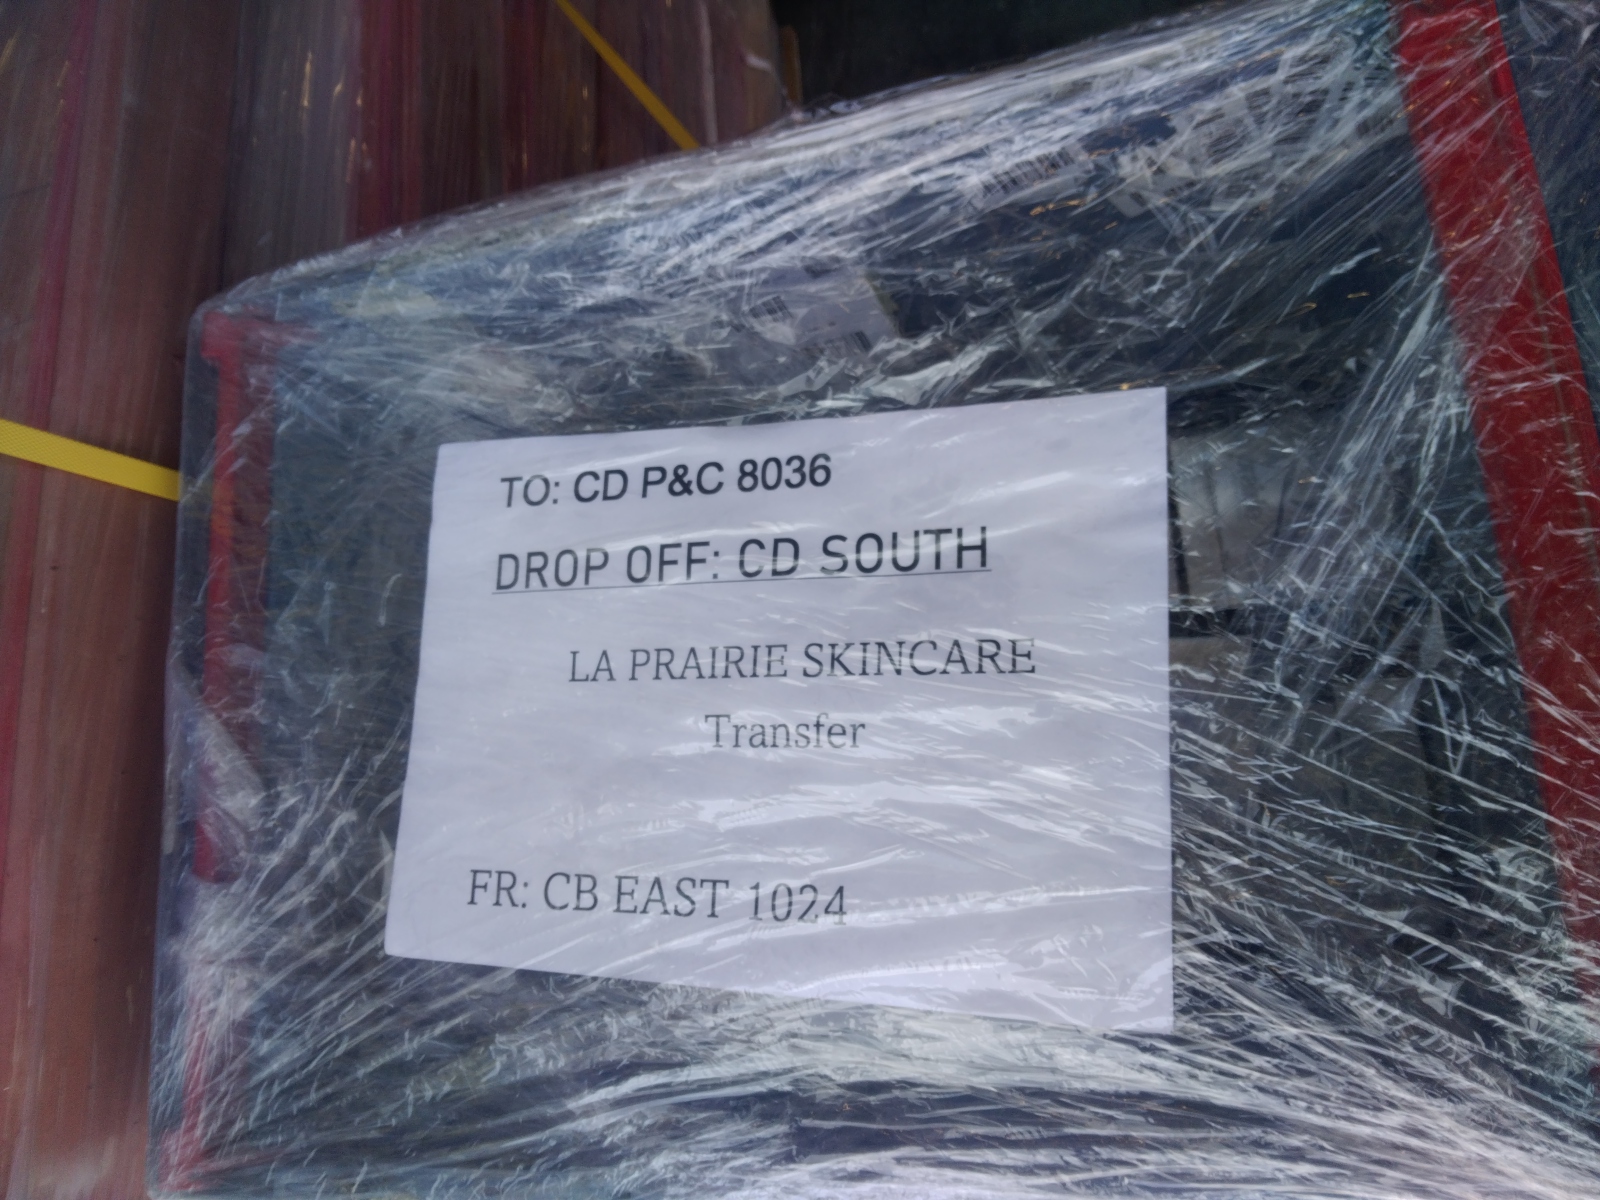 TO: CD P&C 8036
DROP OFF: CD SOUTH
LA PRAIRIE SKINCARE
Transfer
FR: CB EAST 1024